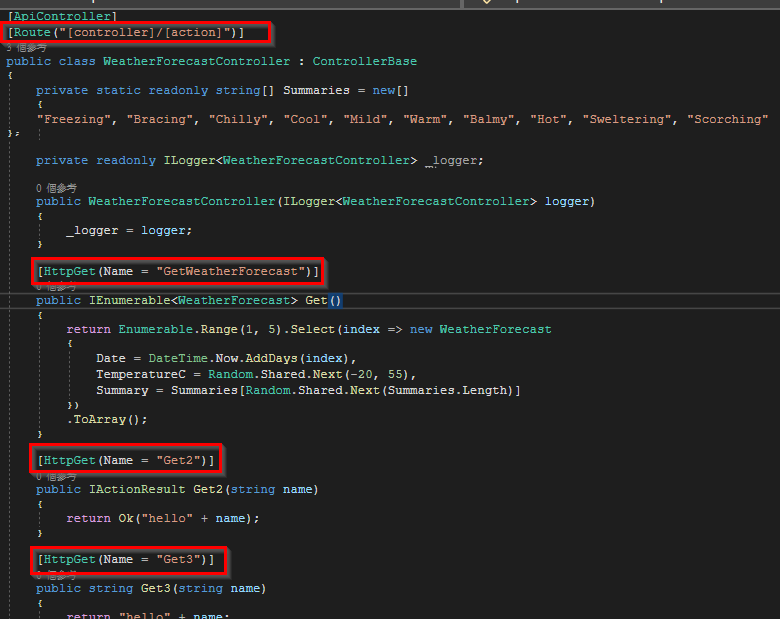 [ApiController]
[Route("[controller]/[action]")]
3 個參考
public class WeatherForecastController : ControllerBase
{
private static readonly string[] Summaries = new[]
{
"Freezing", "Bracing", "Chilly", "Cool", "Mild", "Warm", "Balmy", "Hot", "Sweltering", "Scorching"
};
private readonly ILogger<WeatherForecastController> _logger;
0 個參考
public WeatherForecastController(ILogger<WeatherForecastController> logger)
{
_logger = logger;
}
[HttpGet(Name = "GetWeatherForecast")]
0 個參考
public IEnumerable<WeatherForecast> Get()
{
return Enumerable.Range(1, 5).Select(index => new WeatherForecast
{
Date = DateTime.Now.AddDays(index),
TemperatureC = Random.Shared.Next(-20, 55),
Summary = Summaries[Random.Shared.Next(Summaries.Length)]
})
.ToArray();
}
[HttpGet(Name = "Get2")]
0 個參考
public IActionResult Get2(string name)
{
return Ok("hello" + name);
}
[HttpGet(Name = "Get3")]
0 個參考
public string Get3(string name)
{
return "hello" + name;